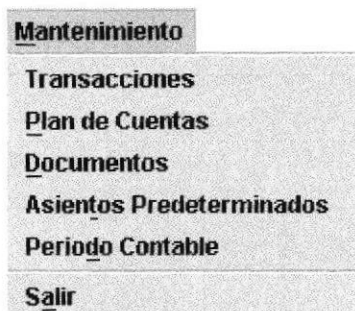 Mantenimiento
Transacciones
Plan de Cuentas
Documentos
Asientos Predeterminados
Periodo Contable
Salir